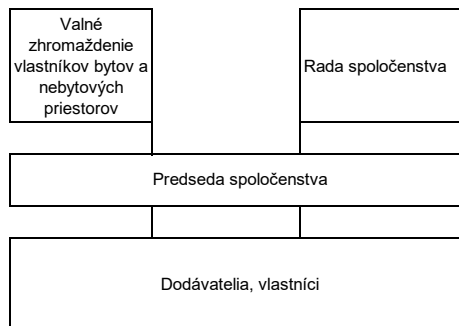 Valné
zhromaždenie
vlastníkov bytov a
nebytových
priestorov
Rada spoločenstva
Predseda spoločenstva
Dodávatelia, vlastníci